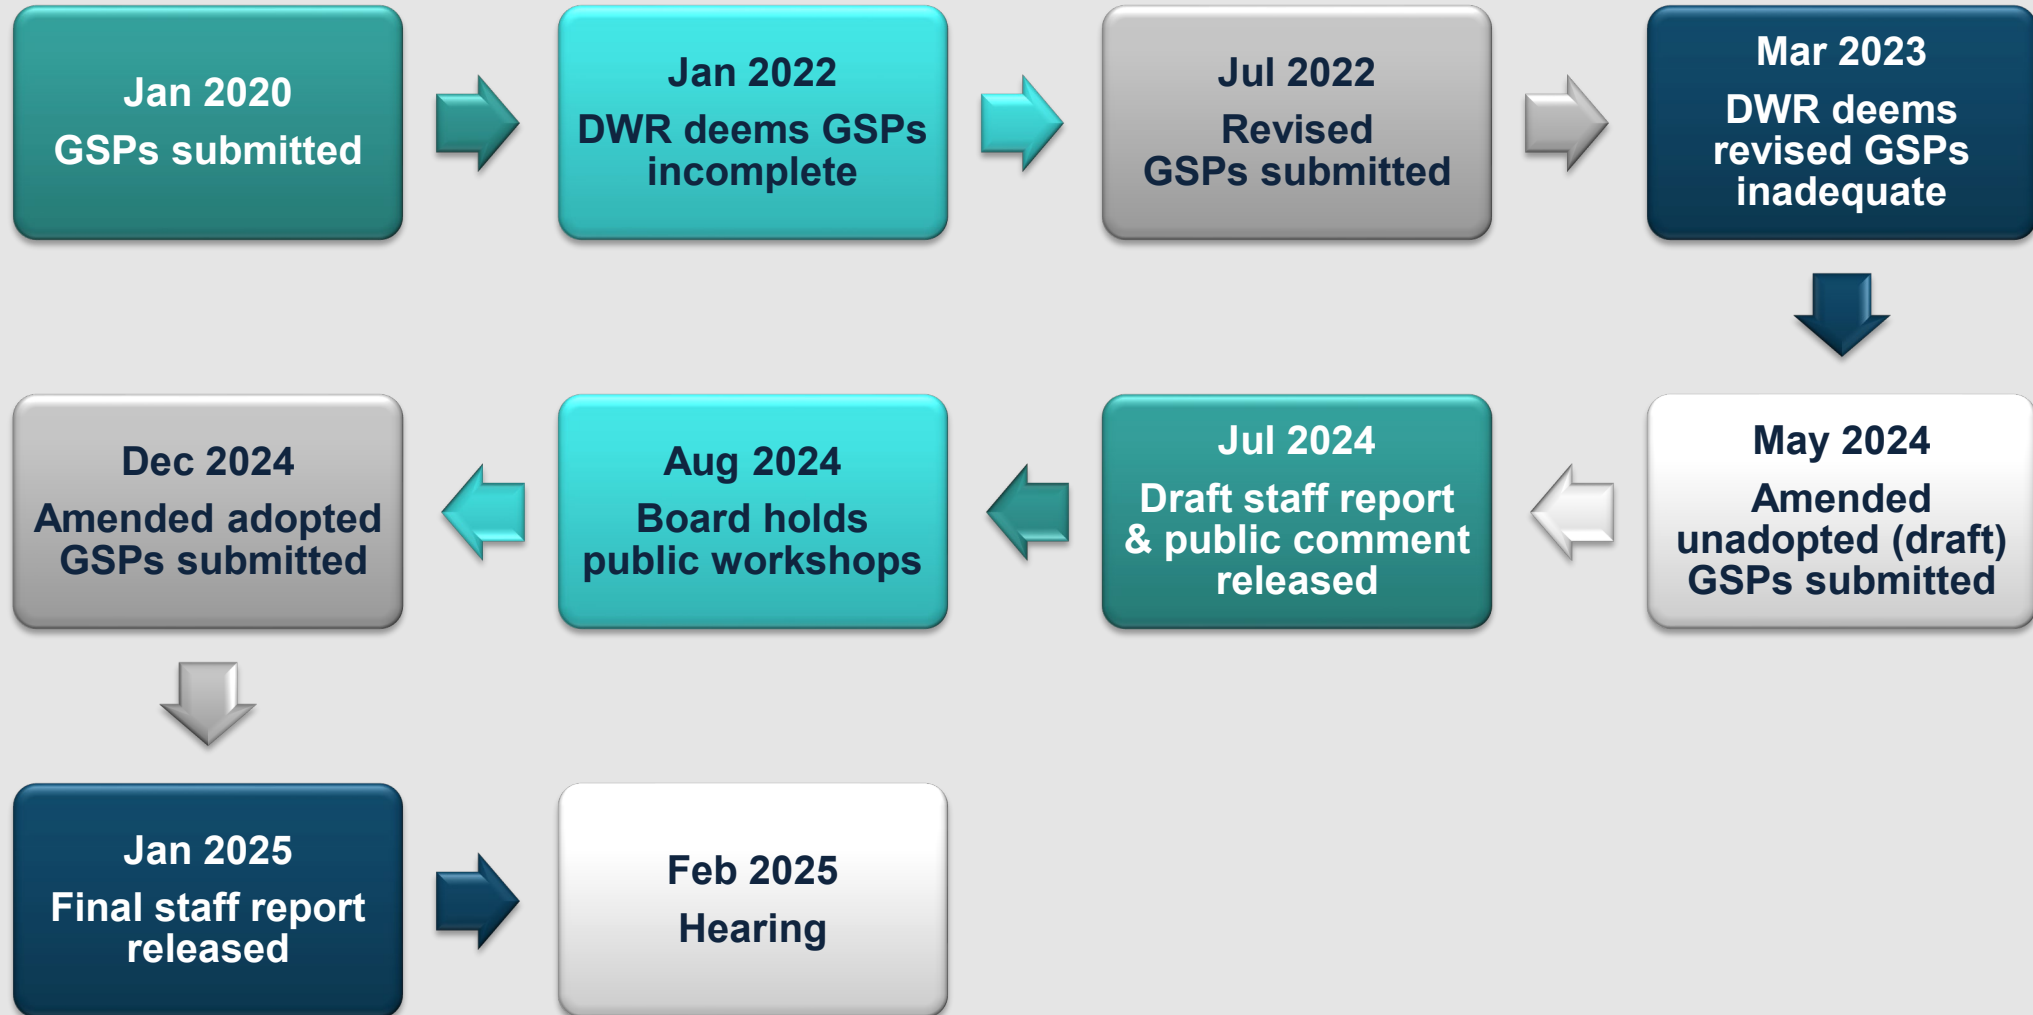 Jan 2020
GSPs submitted
Jan 2022
DWR deems GSPs
incomplete
Jul 2022
Revised
GSPs submitted
Mar 2023
DWR deems
revised GSPs
inadequate
May 2024
Amended
unadopted (draft)
GSPs submitted
Jul 2024
Draft staff report
& public comment
released
Aug 2024
Board holds
public workshops
Dec 2024
Amended adopted
GSPs submitted
Jan 2025
Final staff report
released
Feb 2025
Hearing